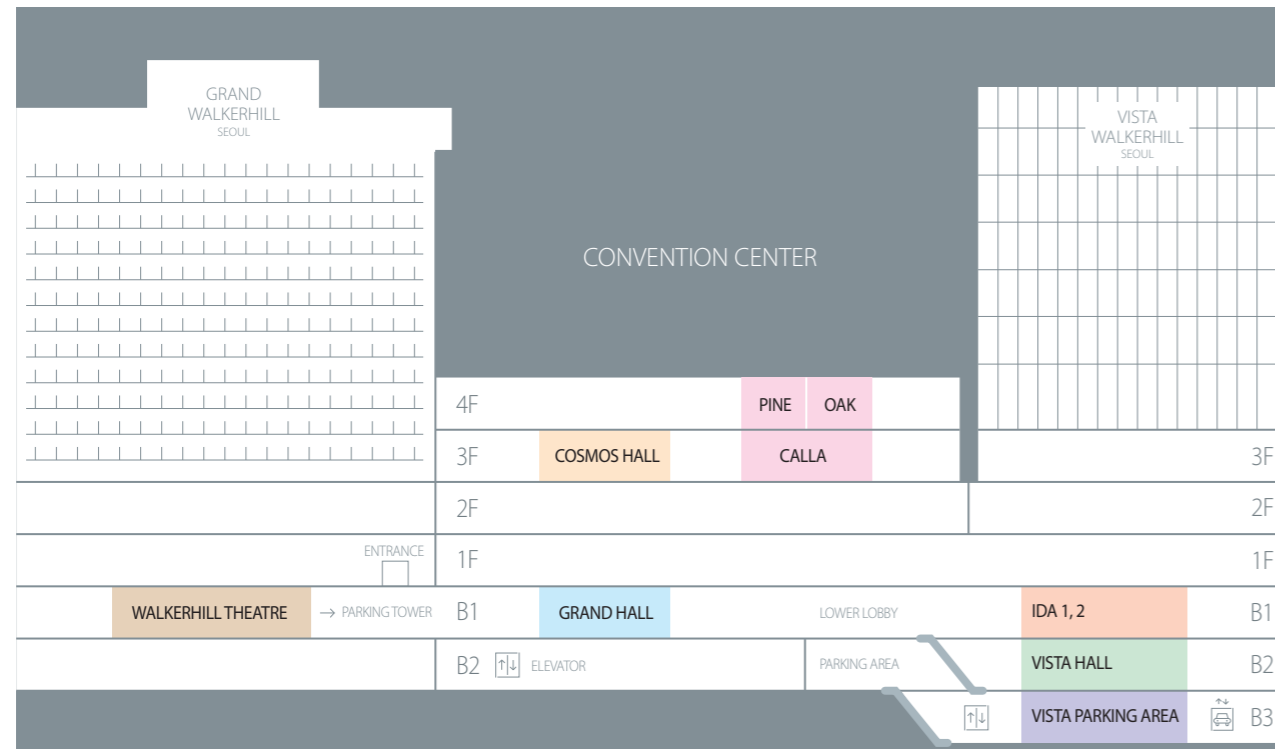 GRAND
WALKERHILL
SEOUL
VISTA
WALKERHILL
SEOUL
CONVENTION CENTER
4F PINE OAK
3F COSMOS HALL CALLA 3F
2F 2F
ENTRANCE 1F 1F
WALKERHILL THEATRE → PARKING TOWER B1 GRAND HALL LOWER LOBBY IDA 1, 2 B1
B2 ELEVATOR PARKING AREA VISTA HALL B2
VISTA PARKING AREA B3